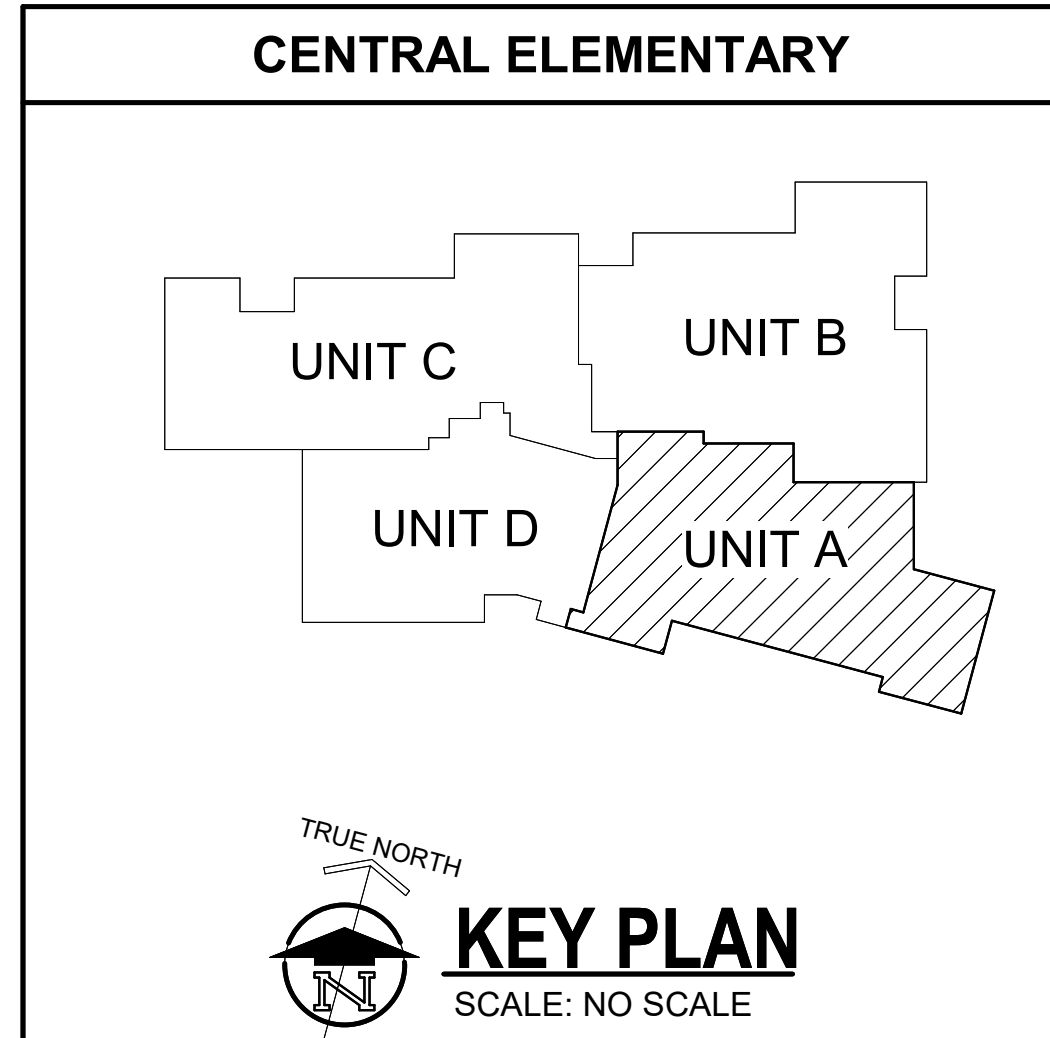 CENTRAL ELEMENTARY
UNIT B
UNIT C
UNIT D
UNIT A
TRUE NORTH
N
KEY PLAN
SCALE: NO SCALE